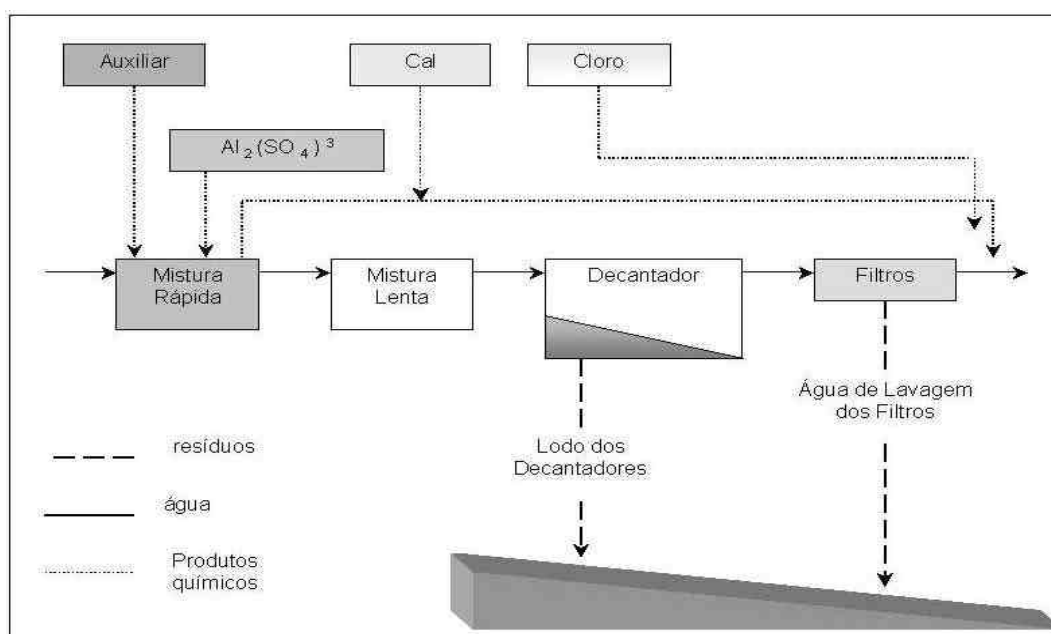 Auxiliar
Cal
Cloro
Al₂(SO₄)³
Mistura
Rápida
Mistura
Lenta
Decantador
Filtros
Água de Lavagem
dos Filtros
Lodo dos
Decantadores
resíduos
água
Produtos
químicos